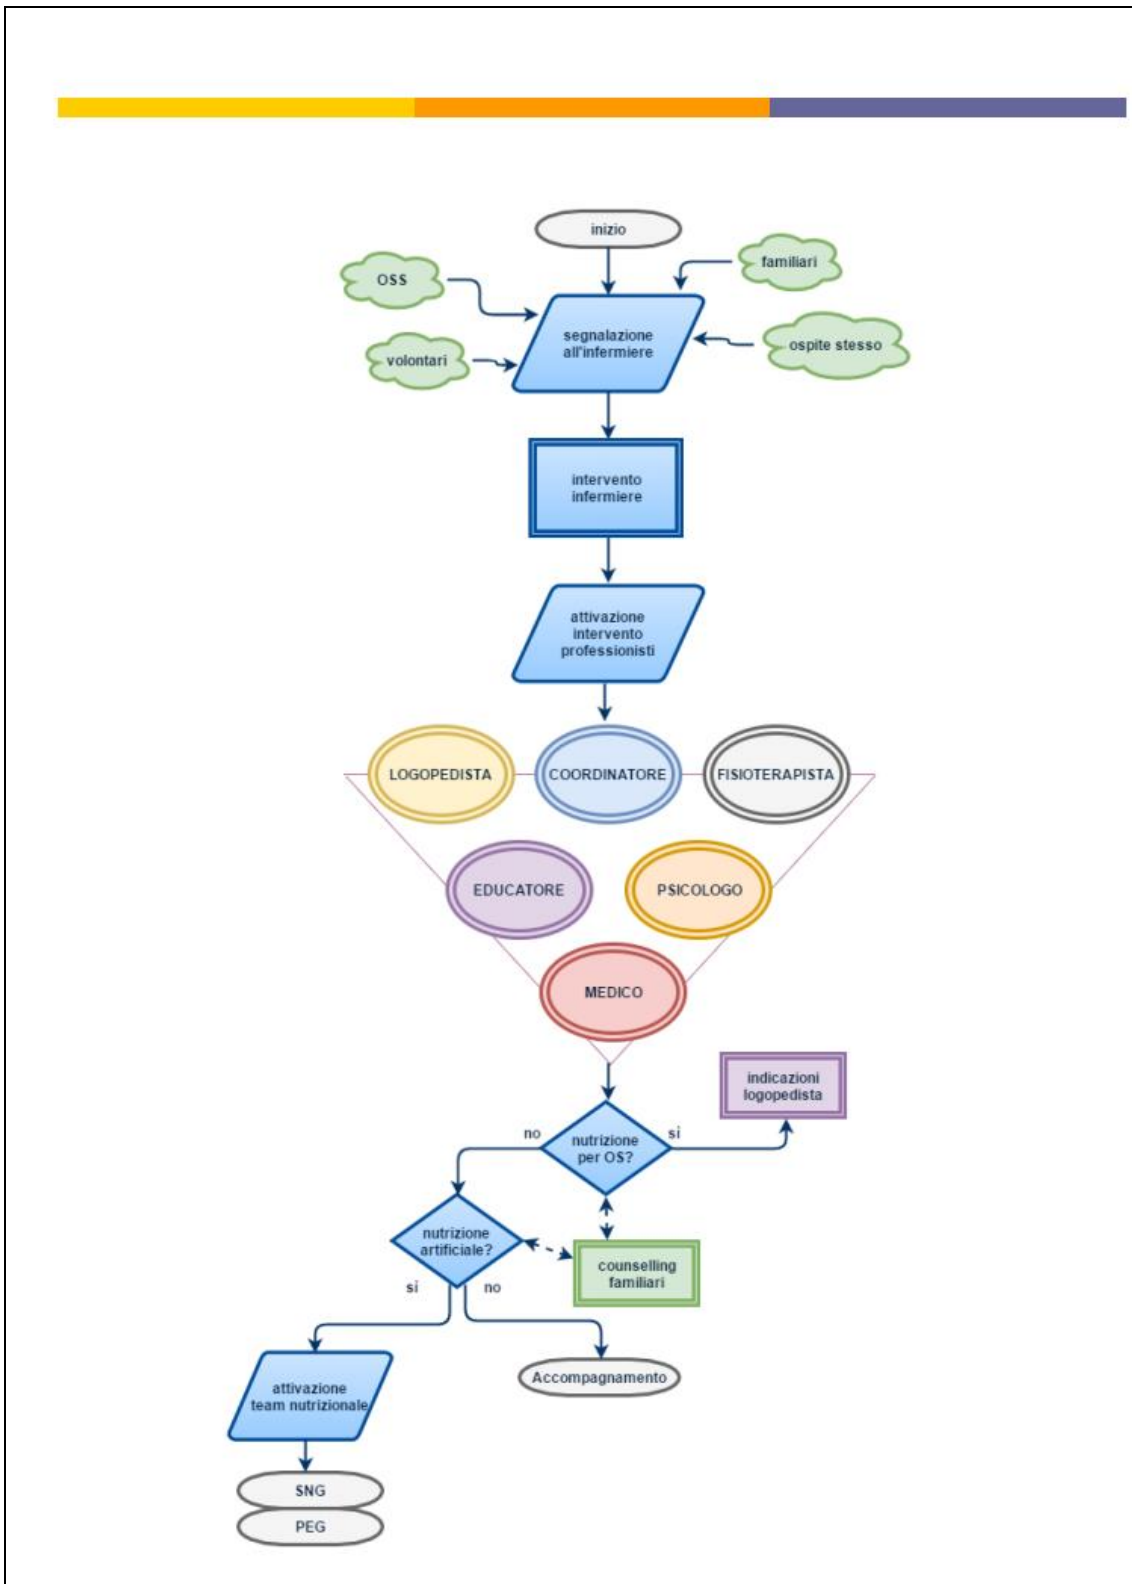 inizio
familiari
OSS
segnalazione
all'infermiere
ospite stesso
volontari
intervento
infermiere
attivazione
intervento
professionisti
LOGOPEDISTA
COORDINATORE
FISIOTERAPISTA
EDUCATORE
PSICOLOGO
MEDICO
indicazioni
logopedista
no
nutrizione
per OS?
si
nutrizione
artificiale?
counselling
familiari
si
no
Accompagnamento
attivazione
team nutrizionale
SNG
PEG